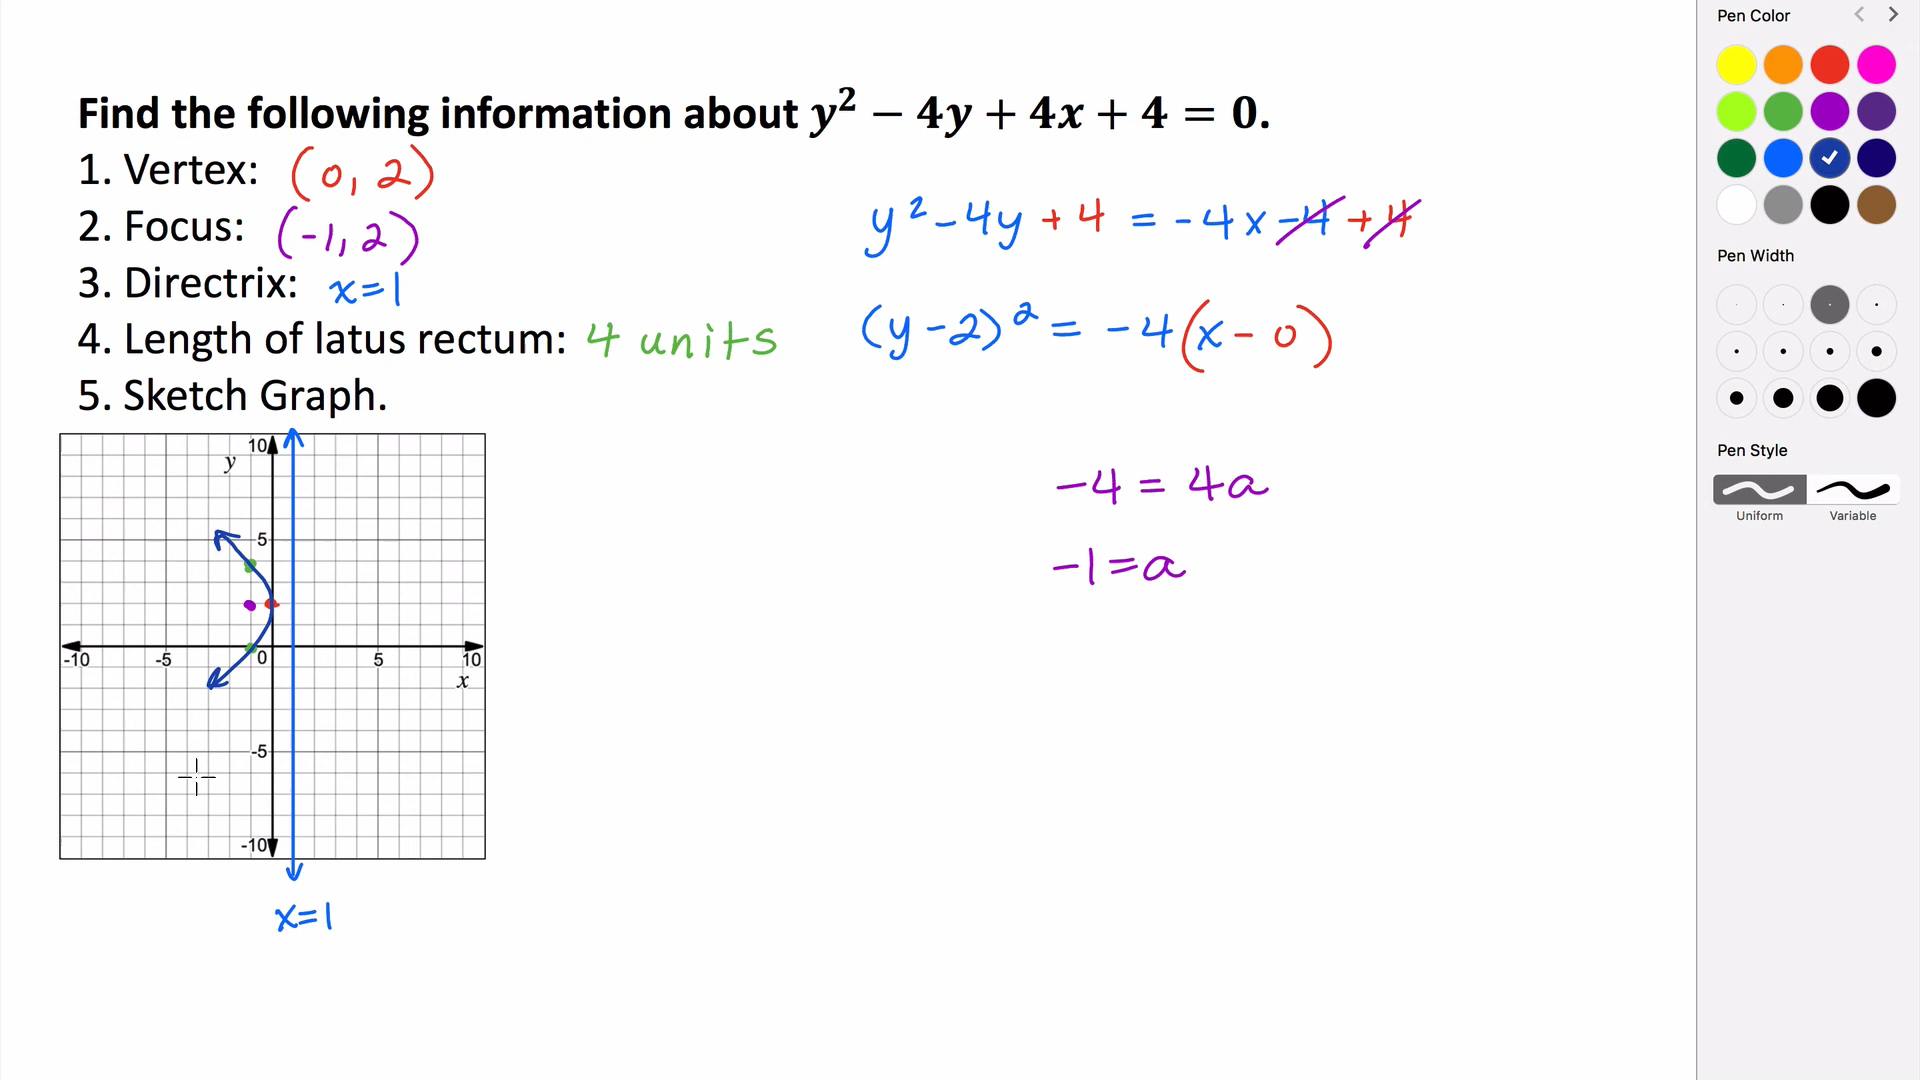 Find the following information about y² − 4y + 4x + 4 = 0.
1. Vertex: (0, 2)
2. Focus: (-1, 2)
3. Directrix: x=1
4. Length of latus rectum: 4 units
5. Sketch Graph.
y² - 4y + 4 = -4x - 4 + 4
(y-2)² = -4(x - 0)
-4 = 4a
-1 = a
10
y
5
-10
-5
0
5
10
x
-5
-10
x=1
Pen Color
Pen Width
Pen Style
Uniform
Variable